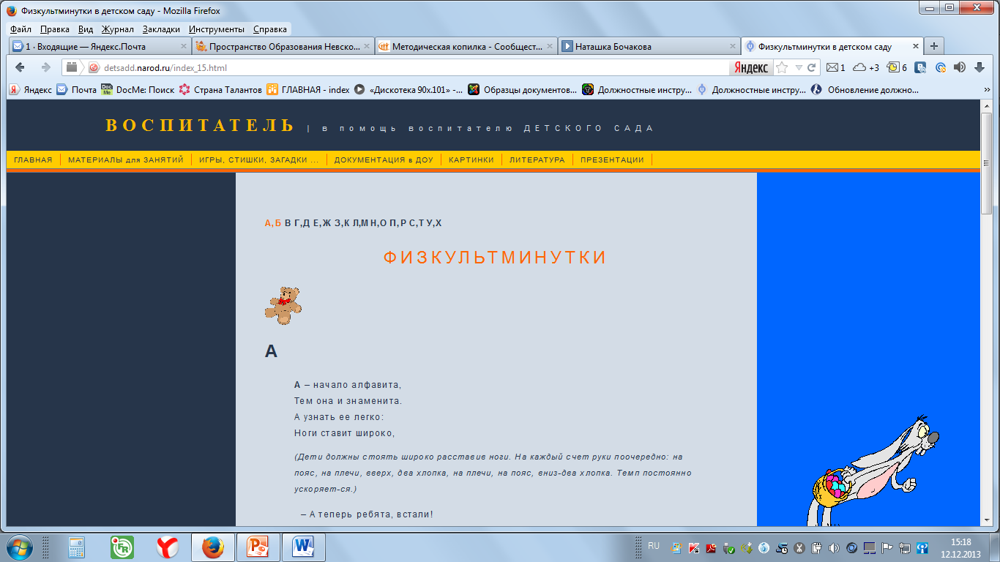 Физкультминутки в детском саду - Mozilla Firefox
Файл Правка Вид Журнал Закладки Инструменты Справка
1 · Входящие — Яндекс.Почта
Пространство Образования Невско...
Методическая копилка - Сообщест...
Наташка Бочакова
Физкультминутки в детском саду
detsadd.narod.ru/index_15.html
Яндекс
1 +3 6
Яндекс Почта DocMe: Поиск Страна Талантов ГЛАВНАЯ - index «Дискотека 90х.101» -... Образцы документов... Должностные инстру... Должностные инстру... Обновление должно...
ВОСПИТАТЕЛЬ | в помощь воспитателю ДЕТСКОГО САДА
ГЛАВНАЯ МАТЕРИАЛЫ для ЗАНЯТИЙ ИГРЫ, СТИШКИ, ЗАГАДКИ ... ДОКУМЕНТАЦИЯ в ДОУ КАРТИНКИ ЛИТЕРАТУРА ПРЕЗЕНТАЦИИ
А,Б В Г,Д Е,Ж З,К Л,М Н,О П,Р С,Т У,Х
ФИЗКУЛЬТМИНУТКИ
А
А – начало алфавита,
Тем она и знаменита.
А узнать ее легко:
Ноги ставит широко,
(Дети должны стоять широко расставив ноги. На каждый счет руки поочередно: на
пояс, на плечи, вверх, два хлопка, на плечи, на пояс, вниз-два хлопка. Темп постоянно
ускоряет-ся.)
– А теперь ребята, встали!
RU
15:18
12.12.2013